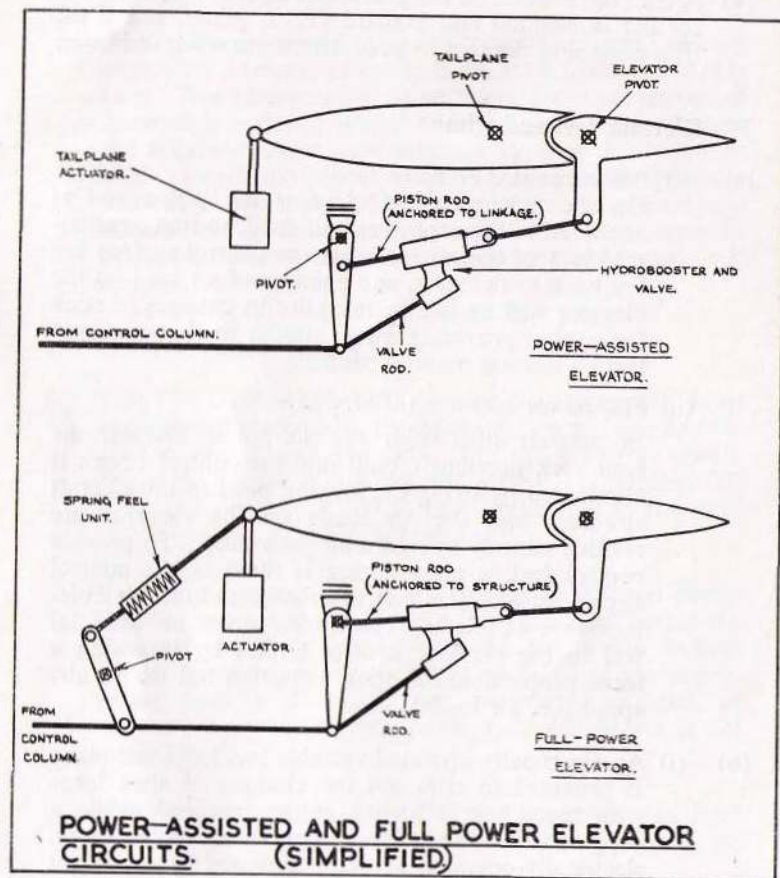 TAILPLANE
PIVOT
ELEVATOR
PIVOT.
TAILPLANE
ACTUATOR.
PISTON ROD
(ANCHORED TO LINKAGE.)
PIVOT.
HYDROBOOSTER AND
VALVE.
FROM CONTROL COLUMN.
VALVE
ROD.
POWER-ASSISTED
ELEVATOR.
SPRING FEEL
UNIT.
PISTON ROD
(ANCHORED TO STRUCTURE)
ACTUATOR
PIVOT
VALVE
ROD.
FROM
CONTROL
COLUMN
FULL-POWER
ELEVATOR.
POWER-ASSISTED AND FULL POWER ELEVATOR
CIRCUITS. (SIMPLIFIED)